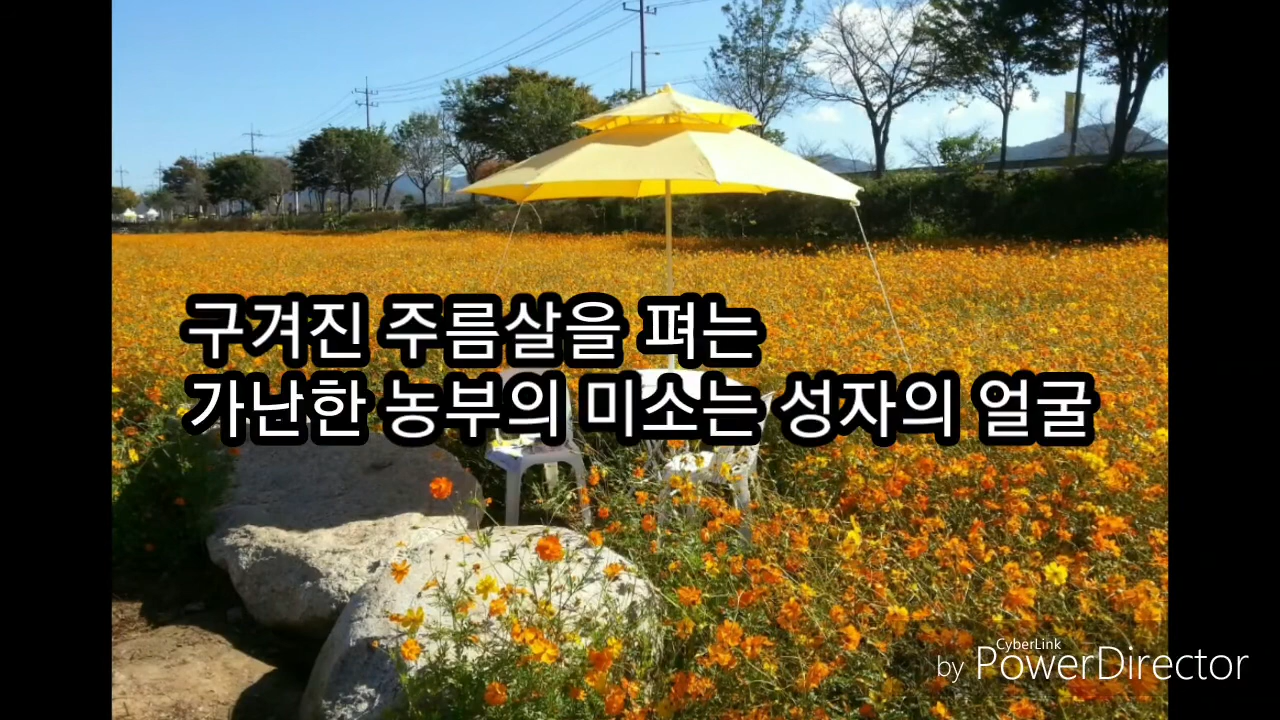 구겨진 주름살을 펴는
가난한 농부의 미소는 성자의 얼굴
CyberLink
by PowerDirector